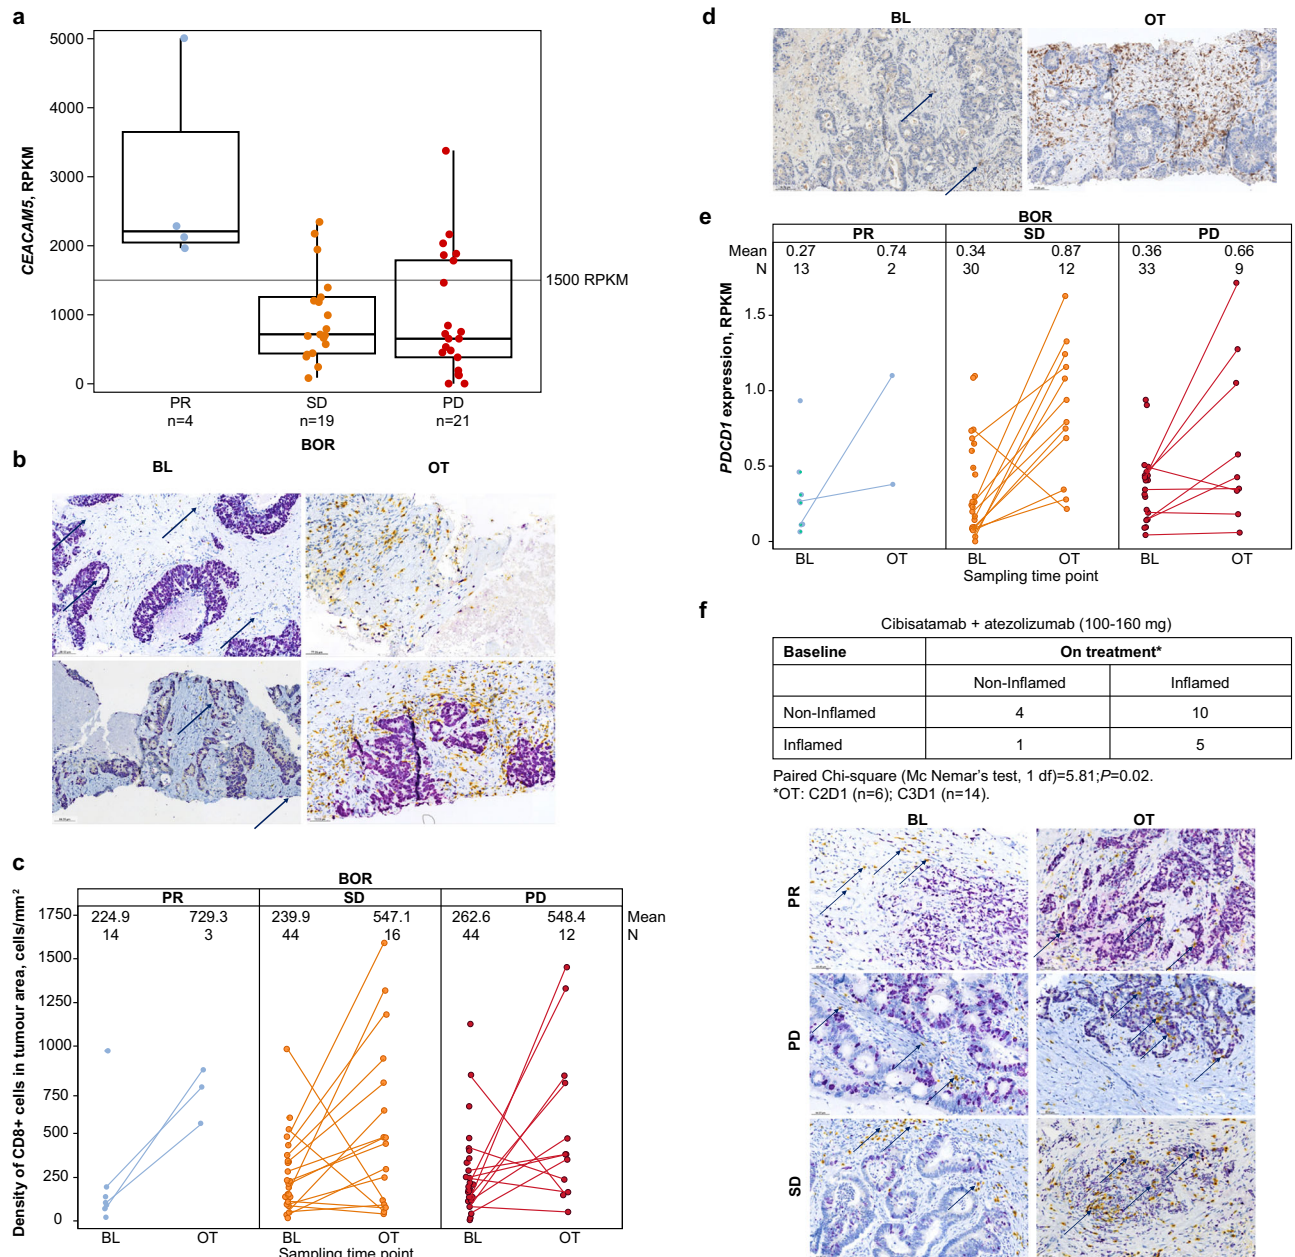 a
5000
4000
3000
2000
1000
0
CEACAM5, RPKM
1500 RPKM
PR
SD
PD
n=4
n=19
n=21
BOR
b
BL
OT
c
BOR
PR
SD
PD
224.9
729.3
239.9
547.1
262.6
548.4
Mean
14
3
44
16
44
12
N
1750
1500
1250
1000
750
500
250
0
Density of CD8+ cells in tumour area, cells/mm²
BL
OT
BL
OT
BL
OT
Sampling time point
d
BL
OT
e
BOR
PR
SD
PD
Mean
0.27
0.74
0.34
0.87
0.36
0.66
N
13
2
30
12
33
9
1.5
1.0
0.5
0
PDCD1 expression, RPKM
BL
OT
BL
OT
BL
OT
Sampling time point
f
Cibisatamab + atezolizumab (100-160 mg)
Baseline
On treatment*
Non-Inflamed
Inflamed
Non-Inflamed
4
10
Inflamed
1
5
Paired Chi-square (Mc Nemar's test, 1 df)=5.81;P=0.02.
*OT: C2D1 (n=6); C3D1 (n=14).
BL
OT
PR
PD
SD